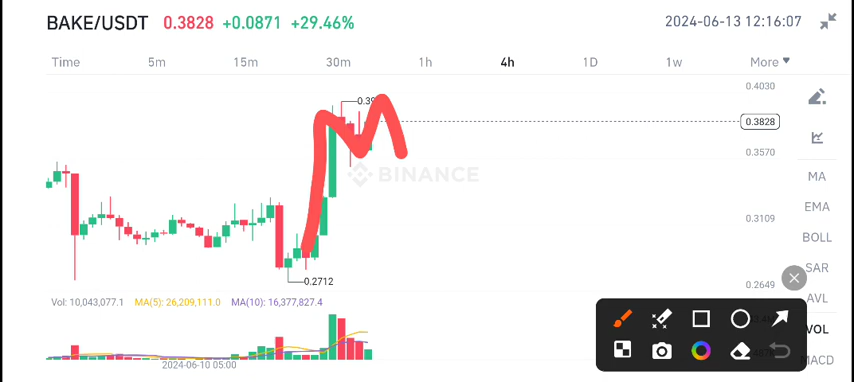 BAKE/USDT 0.3828 +0.0871 +29.46% 2024-06-13 12:16:07
Time 5m 15m 30m 1h 4h 1D 1w More
0.4030
0.3828
0.3570
0.3109
0.2649
0.2712
BINANCE
MA
EMA
BOLL
SAR
AVL
VOL
MACD
Vol: 10,043,077.1 MA(5): 26,209,111.0 MA(10): 16,377,827.4
2024-06-10 05:00